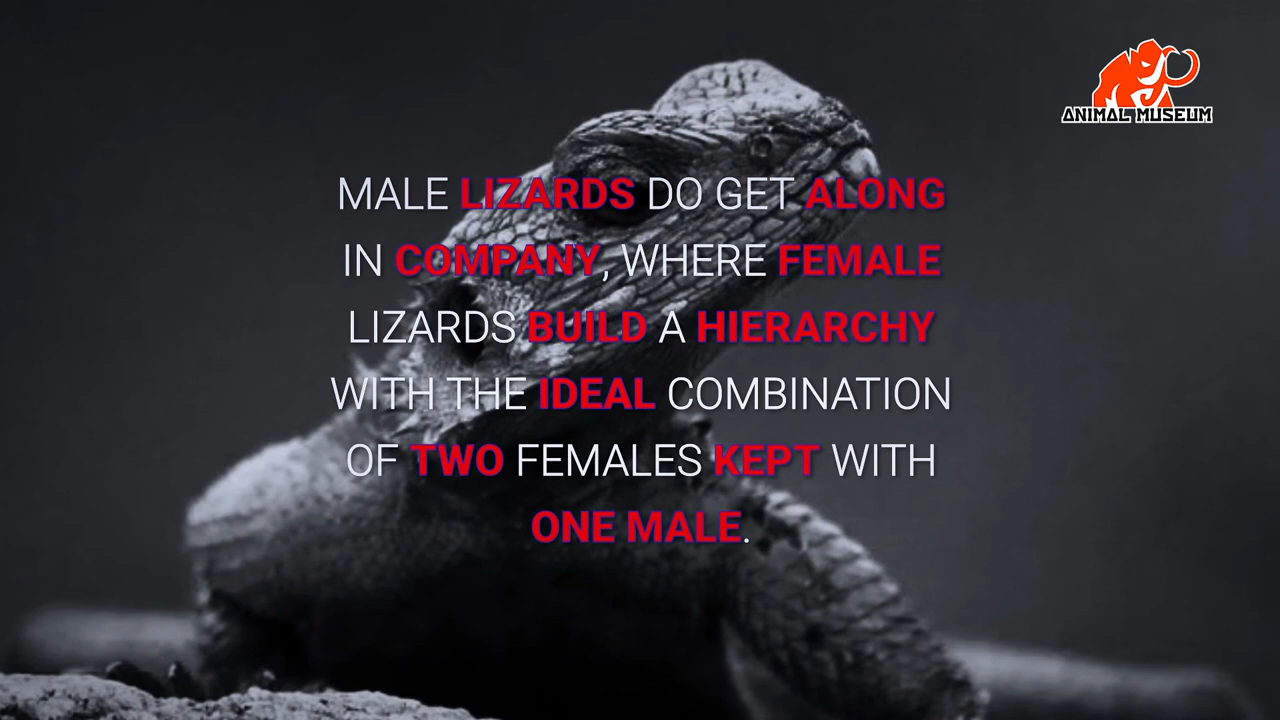 ANIMAL MUSEUM
MALE LIZARDS DO GET ALONG
IN COMPANY, WHERE FEMALE
LIZARDS BUILD A HIERARCHY
WITH THE IDEAL COMBINATION
OF TWO FEMALES KEPT WITH
ONE MALE.